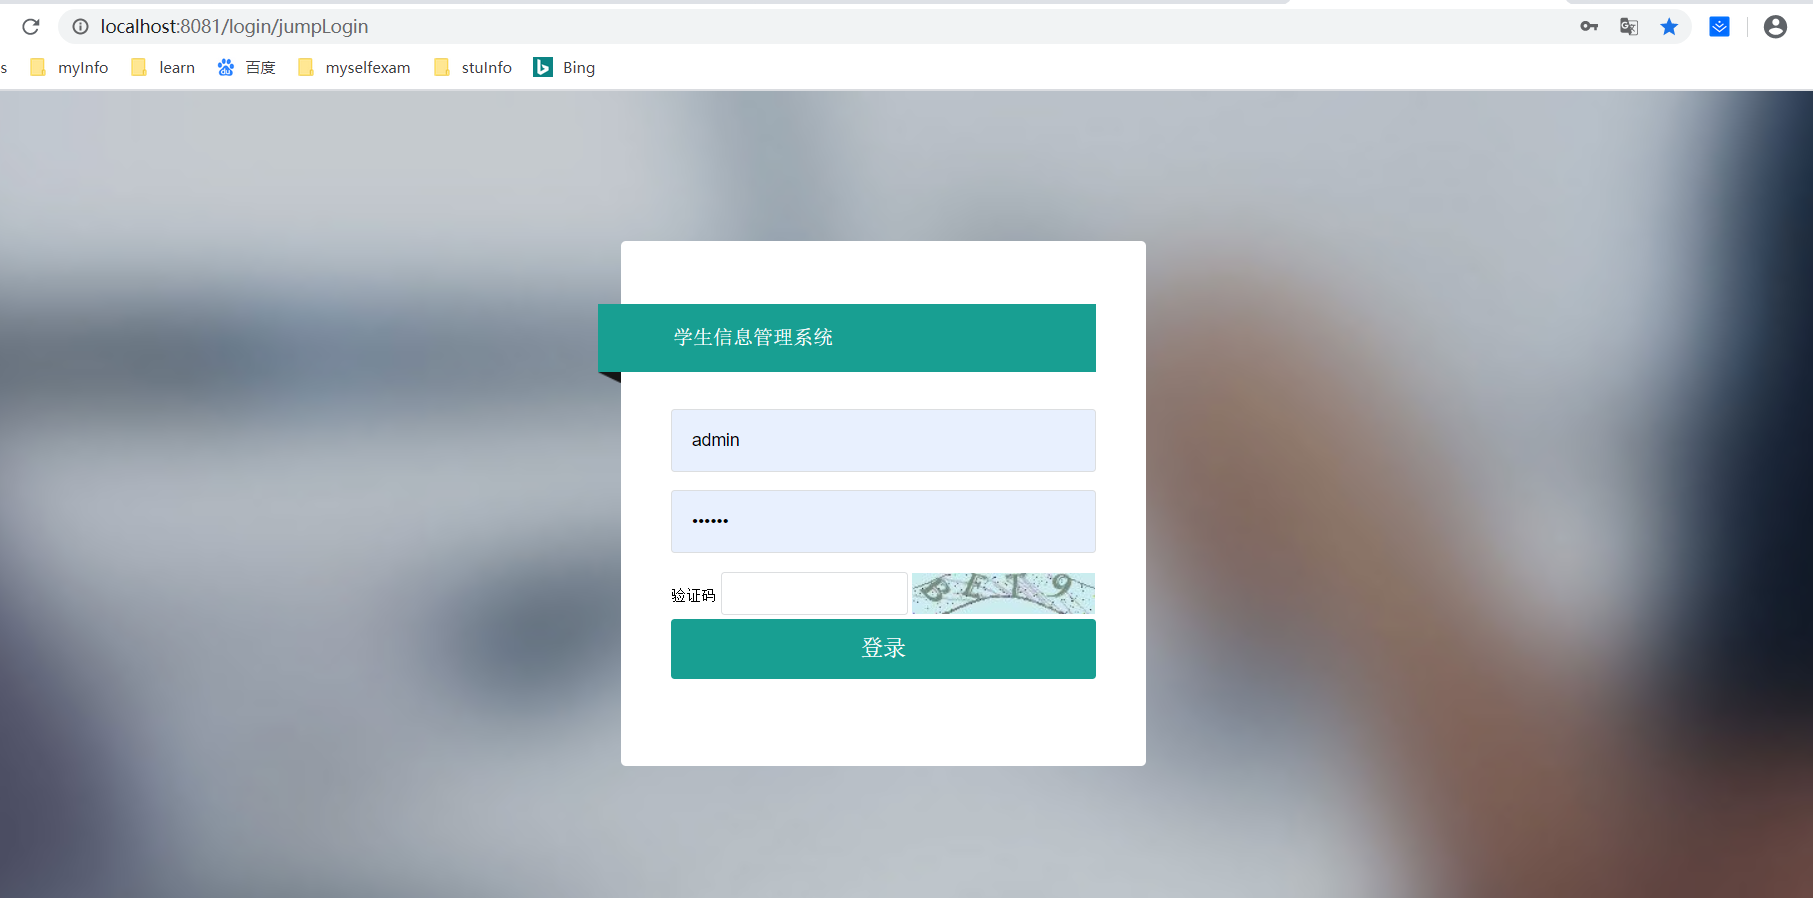 localhost:8081/login/jumpLogin
s myInfo learn 百度 myselfexam stuInfo Bing
学生信息管理系统
admin
••••••
验证码 BET9
登录